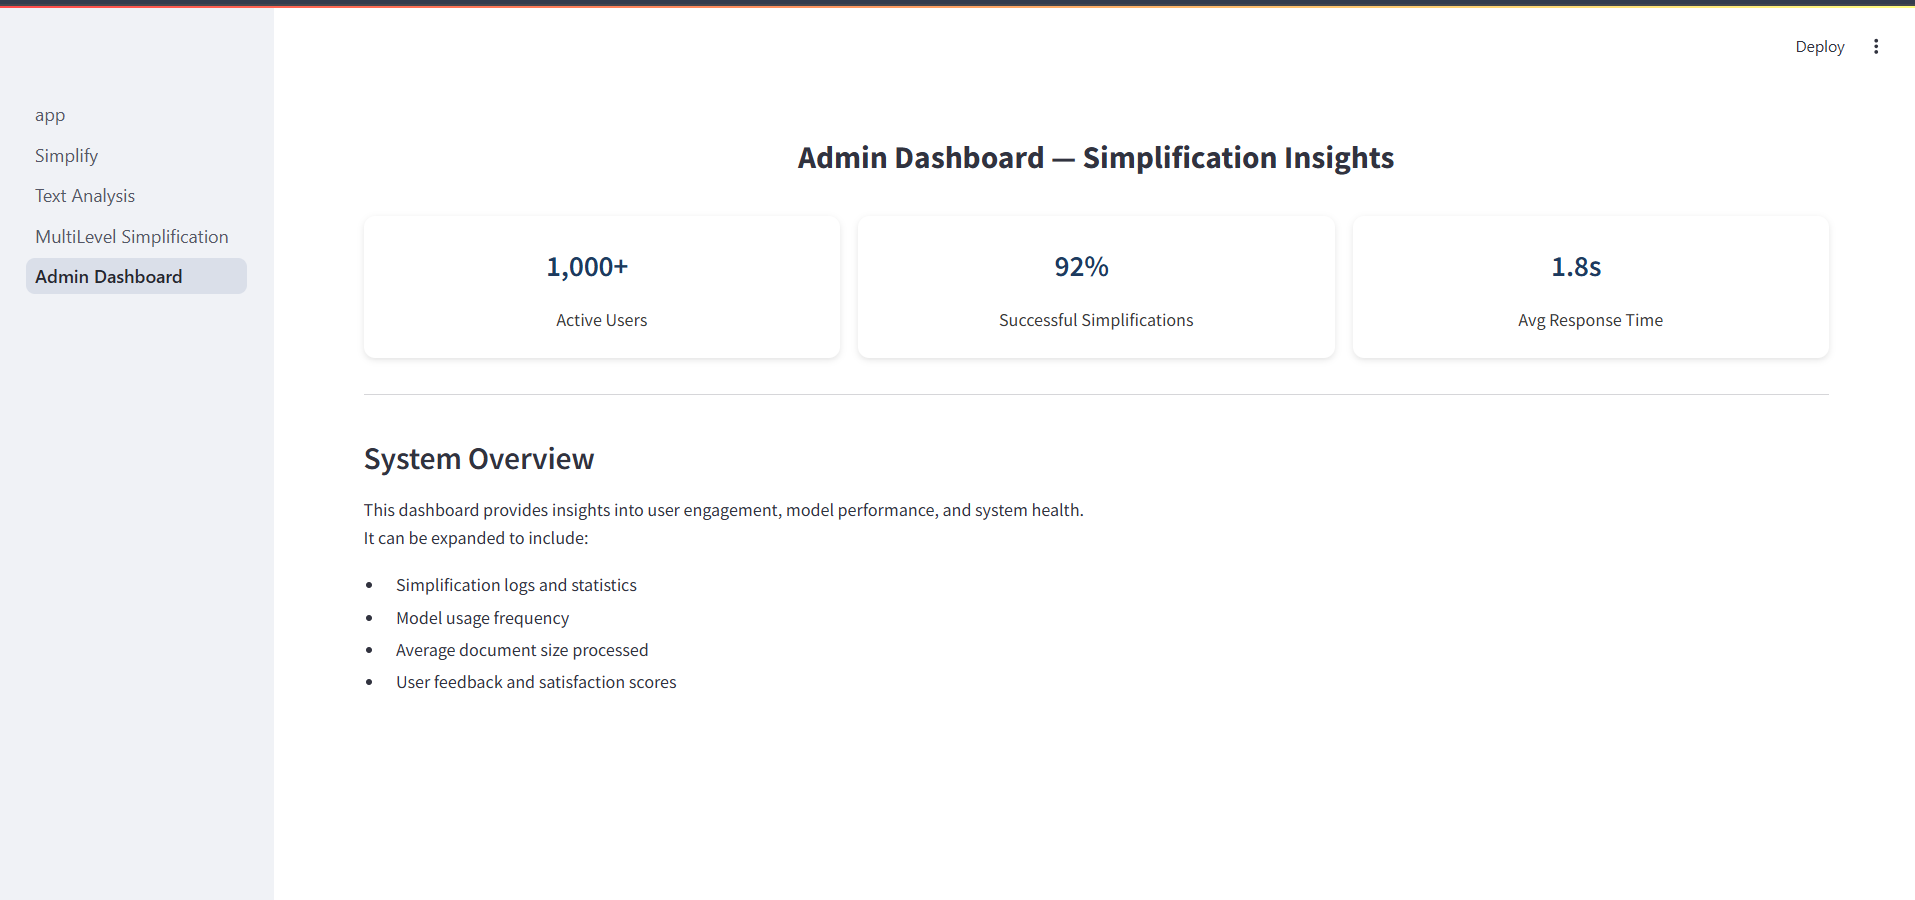 Deploy
app
Simplify
Text Analysis
MultiLevel Simplification
Admin Dashboard
Admin Dashboard — Simplification Insights
1,000+
Active Users
92%
Successful Simplifications
1.8s
Avg Response Time
System Overview
This dashboard provides insights into user engagement, model performance, and system health.
It can be expanded to include:
• Simplification logs and statistics
• Model usage frequency
• Average document size processed
• User feedback and satisfaction scores